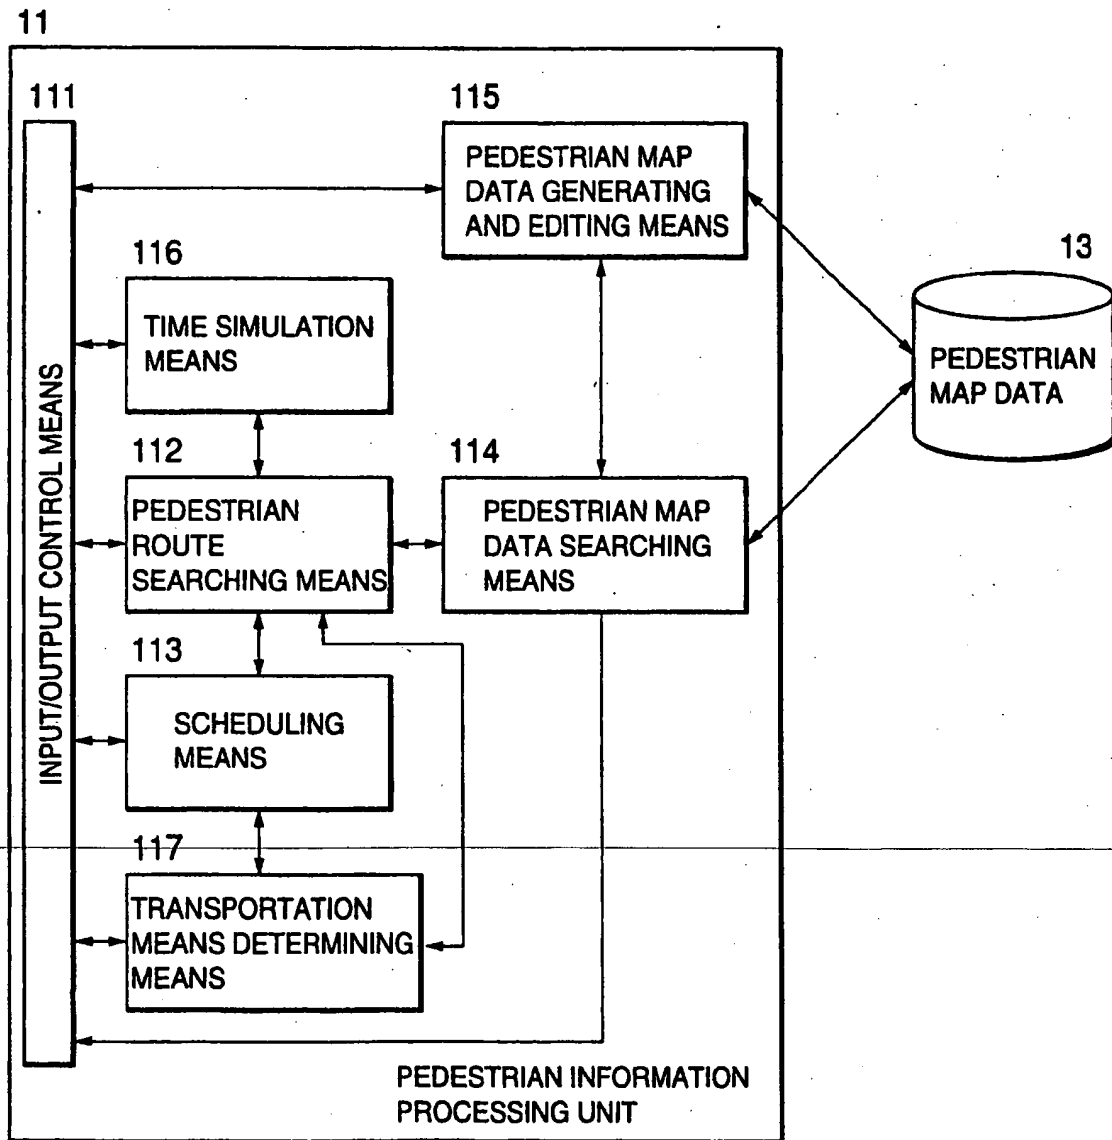 11
111
115
PEDESTRIAN MAP
DATA GENERATING
AND EDITING MEANS
116
13
TIME SIMULATION
MEANS
PEDESTRIAN
MAP DATA
INPUT/OUTPUT CONTROL MEANS
112
114
PEDESTRIAN
ROUTE
SEARCHING MEANS
PEDESTRIAN MAP
DATA SEARCHING
MEANS
113
SCHEDULING
MEANS
117
TRANSPORTATION
MEANS DETERMINING
MEANS
PEDESTRIAN INFORMATION
PROCESSING UNIT